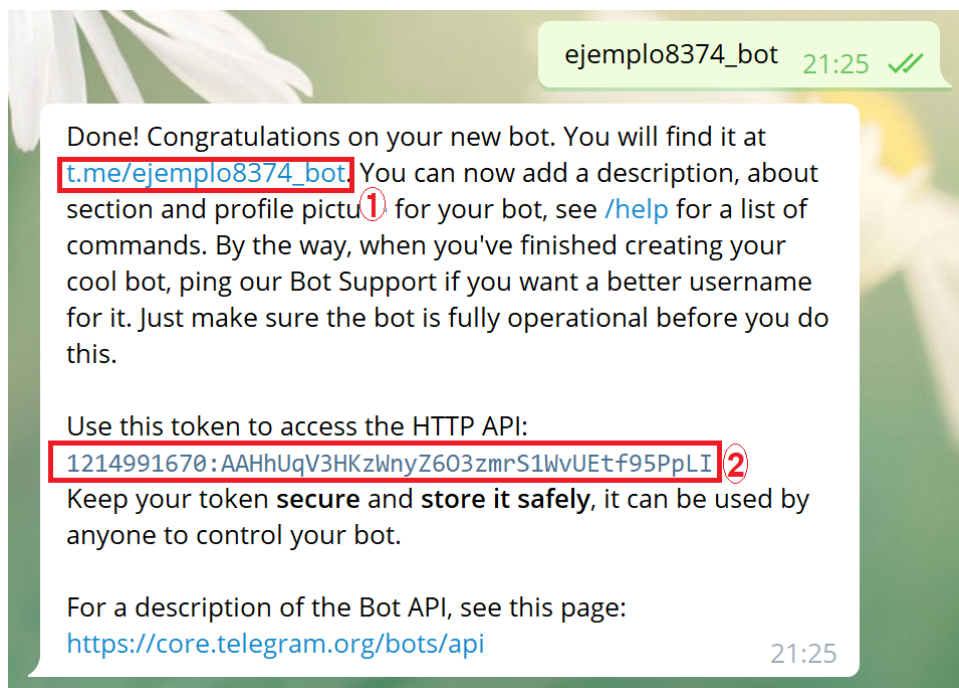 ejemplo8374_bot 21:25
Done! Congratulations on your new bot. You will find it at
t.me/ejemplo8374_bot. You can now add a description, about
section and profile pictu 1 for your bot, see /help for a list of
commands. By the way, when you've finished creating your
cool bot, ping our Bot Support if you want a better username
for it. Just make sure the bot is fully operational before you do
this.
Use this token to access the HTTP API:
1214991670:AAHhUqV3HKzWnyZ6O3zmrS1WvUEtf95PpLI 2
Keep your token secure and store it safely, it can be used by
anyone to control your bot.
For a description of the Bot API, see this page:
https://core.telegram.org/bots/api
21:25